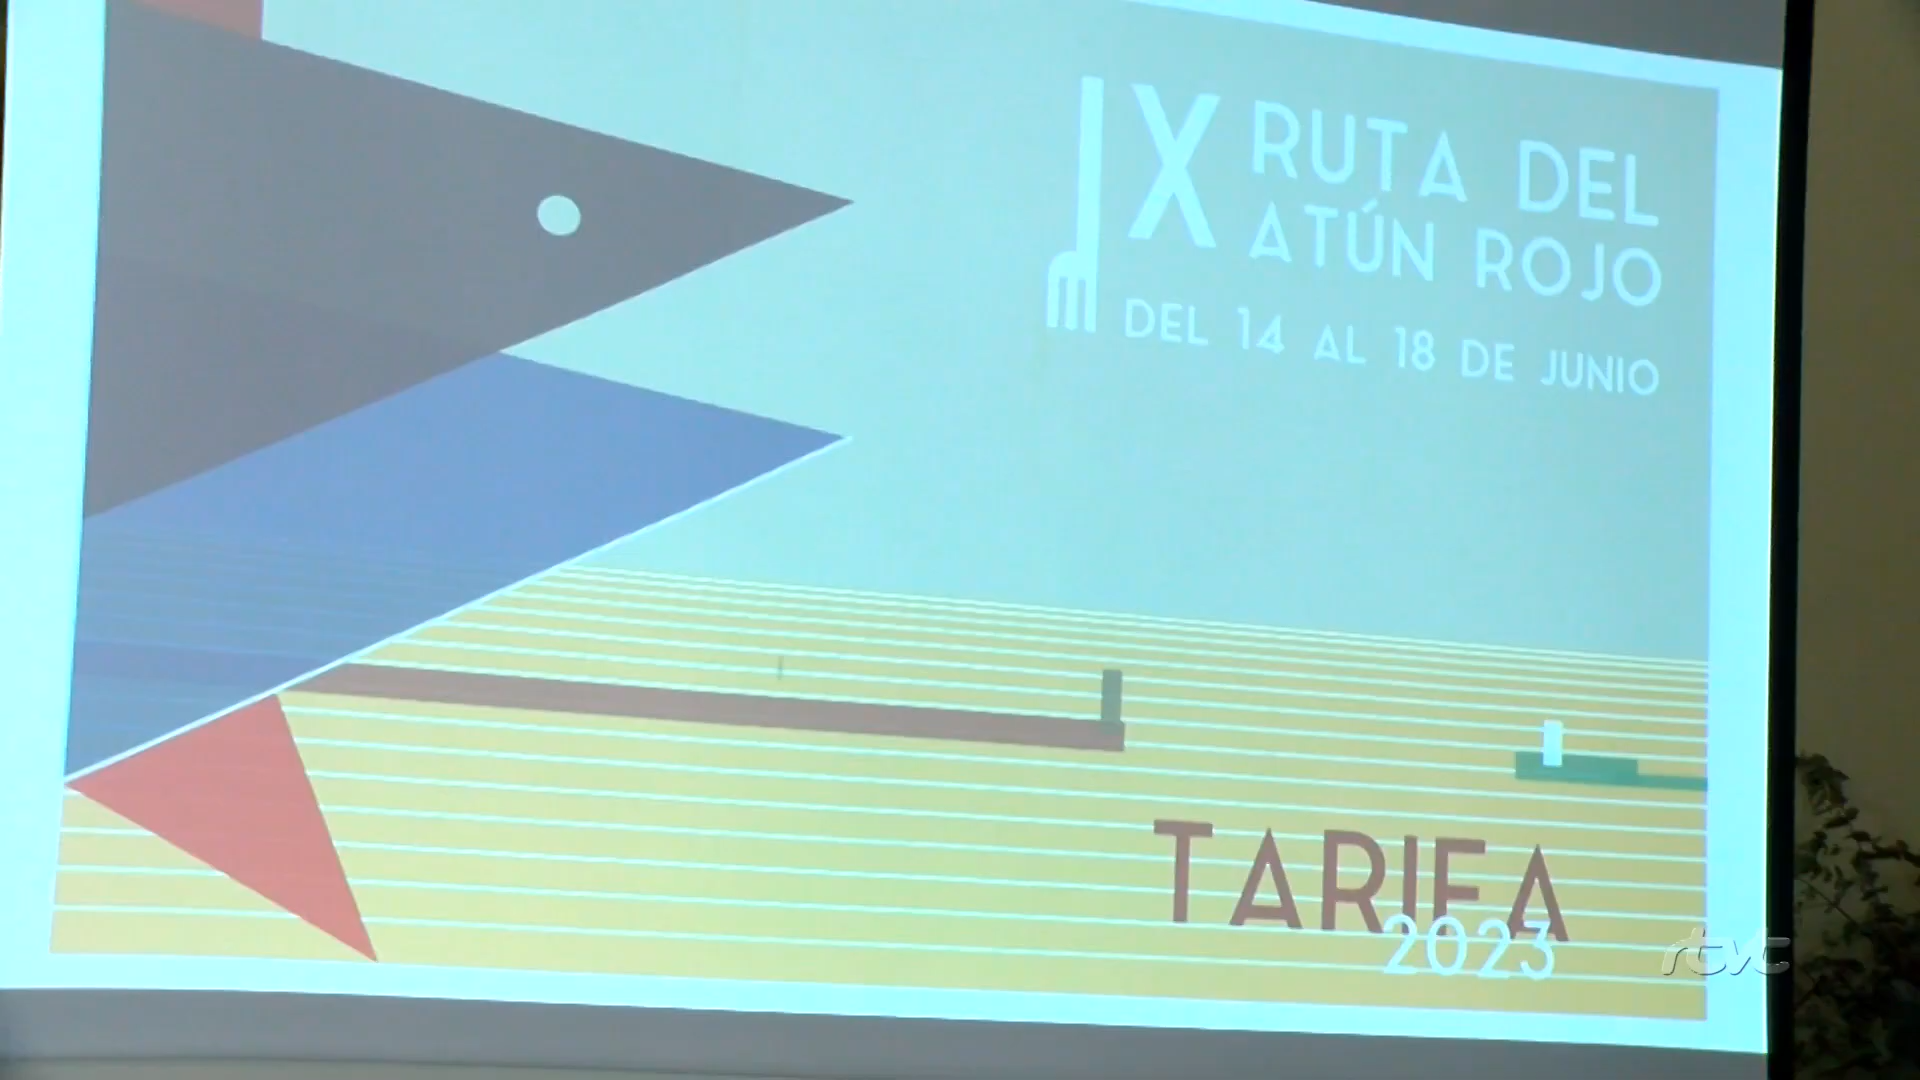 IX RUTA DEL
ATÚN ROJO
DEL 14 AL 18 DE JUNIO
TARIFA
2023
rtvt